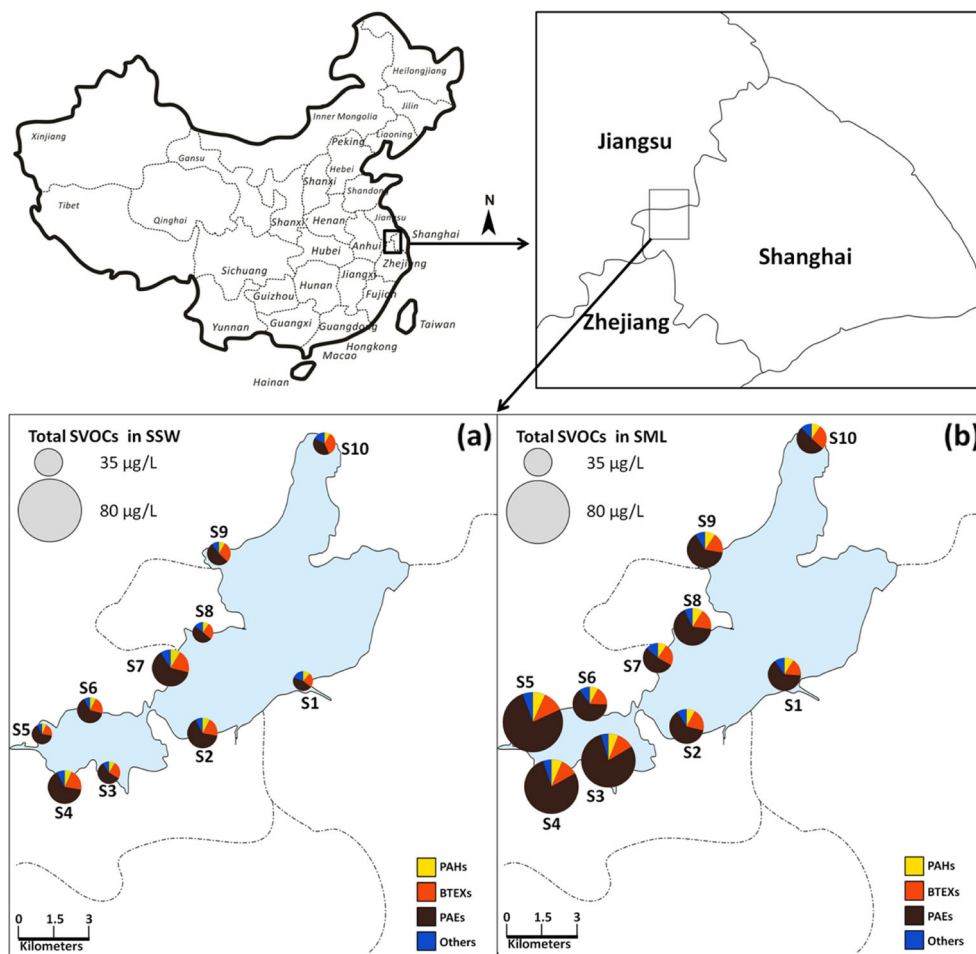 Heilongjiang
Jilin
Inner Mongolia
Liaoning
Xinjiang
Peking
Gansu
Hebei
Shanxi
Shandong
Tibet
Qinghai
Shanxi
Henan
Jiangsu
Shanghai
Anhui
Hubei
Zhejiang
Sichuang
Jiangxi
Hunan
Guizhou
Fujian
Yunnan
Guangxi
Guangdong
Taiwan
Hongkong
Macao
Hainan
N
Jiangsu
Shanghai
Zhejiang
Total SVOCs in SSW
35 µg/L
80 µg/L
(a)
S10
S9
S8
S7
S6
S5
S1
S2
S3
S4
PAHs
BTEXs
PAEs
Others
0 1.5 3
Kilometers
Total SVOCs in SML
35 µg/L
80 µg/L
(b)
S10
S9
S8
S7
S6
S5
S1
S2
S3
S4
PAHs
BTEXs
PAEs
Others
0 1.5 3
Kilometers